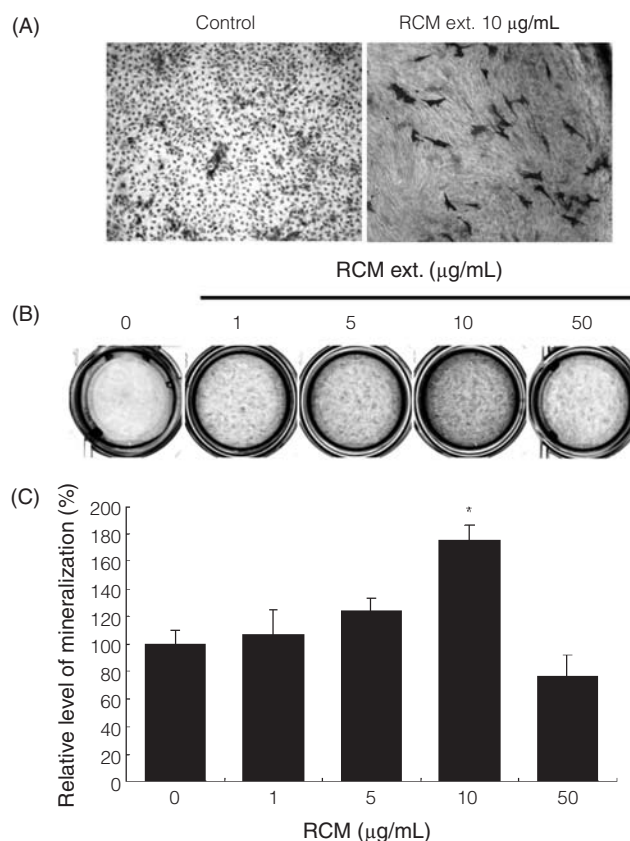 (A)
Control RCM ext. 10 μg/mL
RCM ext. (μg/mL)
(B)
0 1 5 10 50
(C)
Relative level of mineralization (%)
200
180
160
140
120
100
80
60
40
20
0
*
0 1 5 10 50
RCM (μg/mL)